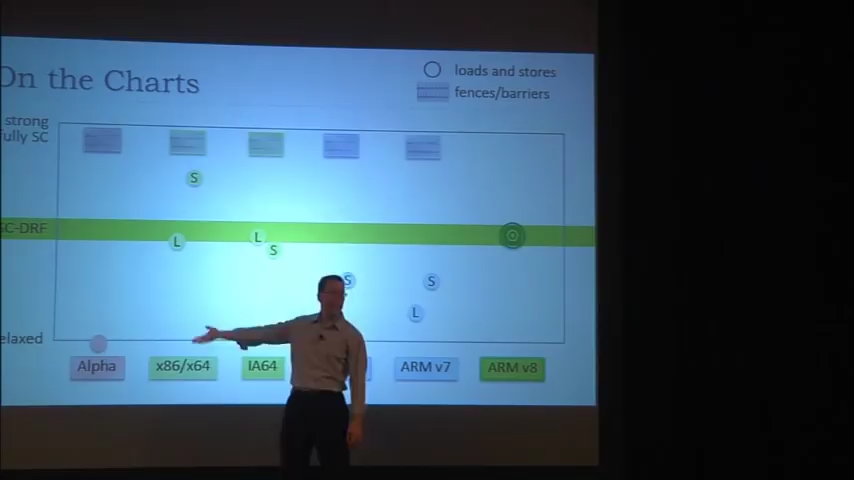 On the Charts
loads and stores
fences/barriers
strong
fully SC
S
SC-DRF
L
L
S
S
S
L
relaxed
Alpha
x86/x64
IA64
ARM v7
ARM v8